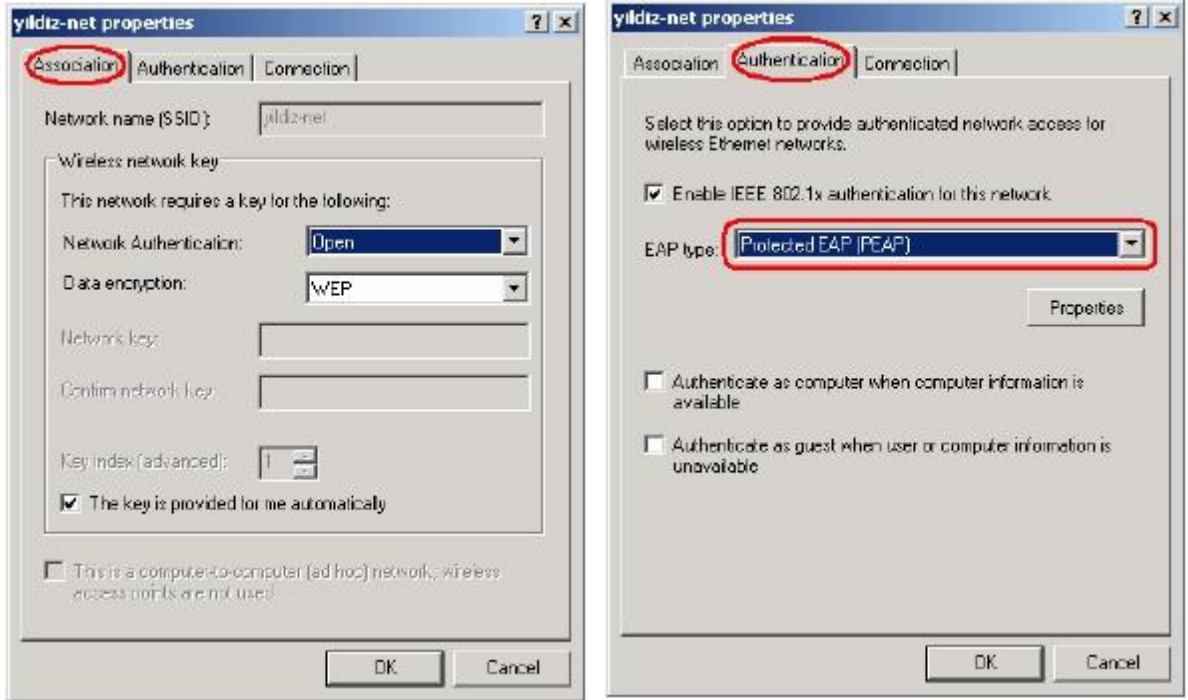 yildiz-net properties
Association
Authentication
Connection
Network name (SSID):
yildiz-net
Wireless network key
This network requires a key for the following:
Network Authentication:
Open
Data encryption:
WEP
Network key:
Confirm network key:
Key index (advanced):
1
The key is provided for me automatically
This is a computer-to-computer (ad hoc) network; wireless
access points are not used
OK
Cancel
yildiz-net properties
Association
Authentication
Connection
Select this option to provide authenticated network access for
wireless Ethernet networks.
Enable IEEE 802.1x authentication for this network
EAP type:
Protected EAP (PEAP)
Properties
Authenticate as computer when computer information is
available
Authenticate as guest when user or computer information is
unavailable
OK
Cancel